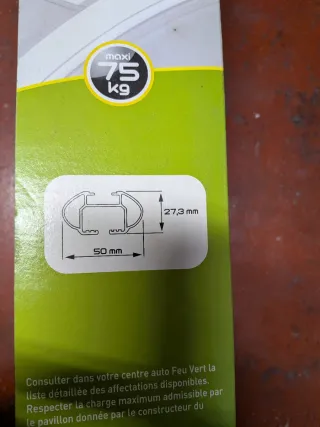 maxi
75
kg
27,3 mm
50 mm
Consulter dans votre centre auto Feu Vert la
liste détaillée des affectations disponibles.
Respecter la charge maximum admissible par
le pavillon donnée par le constructeur du